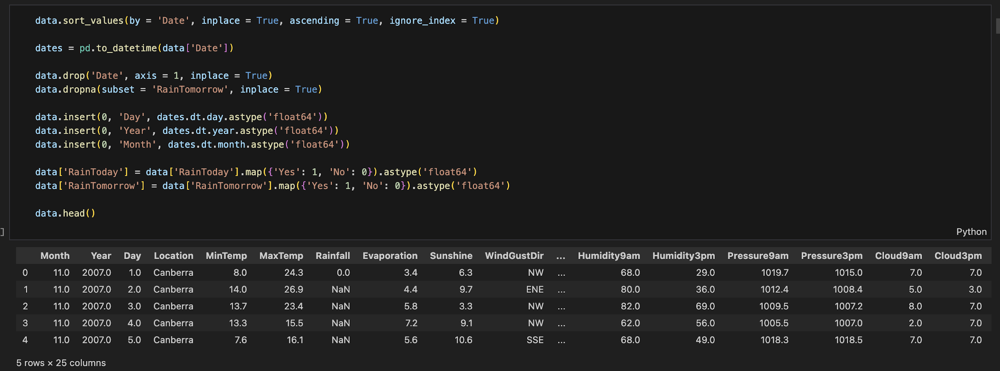 data.sort_values(by = 'Date', inplace = True, ascending = True, ignore_index = True)
dates = pd.to_datetime(data['Date'])
data.drop('Date', axis = 1, inplace = True)
data.dropna(subset = 'RainTomorrow', inplace = True)
data.insert(0, 'Day', dates.dt.day.astype('float64'))
data.insert(0, 'Year', dates.dt.year.astype('float64'))
data.insert(0, 'Month', dates.dt.month.astype('float64'))
data['RainToday'] = data['RainToday'].map({'Yes': 1, 'No': 0}).astype('float64')
data['RainTomorrow'] = data['RainTomorrow'].map({'Yes': 1, 'No': 0}).astype('float64')
data.head()
]
Python
Month Year Day Location MinTemp MaxTemp Rainfall Evaporation Sunshine WindGustDir ... Humidity9am Humidity3pm Pressure9am Pressure3pm Cloud9am Cloud3pm
0 11.0 2007.0 1.0 Canberra 8.0 24.3 0.0 3.4 6.3 NW ... 68.0 29.0 1019.7 1015.0 7.0 7.0
1 11.0 2007.0 2.0 Canberra 14.0 26.9 NaN 4.4 9.7 ENE ... 80.0 36.0 1012.4 1008.4 5.0 3.0
2 11.0 2007.0 3.0 Canberra 13.7 23.4 NaN 5.8 3.3 NW ... 82.0 69.0 1009.5 1007.2 8.0 7.0
3 11.0 2007.0 4.0 Canberra 13.3 15.5 NaN 7.2 9.1 NW ... 62.0 56.0 1005.5 1007.0 2.0 7.0
4 11.0 2007.0 5.0 Canberra 7.6 16.1 NaN 5.6 10.6 SSE ... 68.0 49.0 1018.3 1018.5 7.0 7.0
5 rows × 25 columns